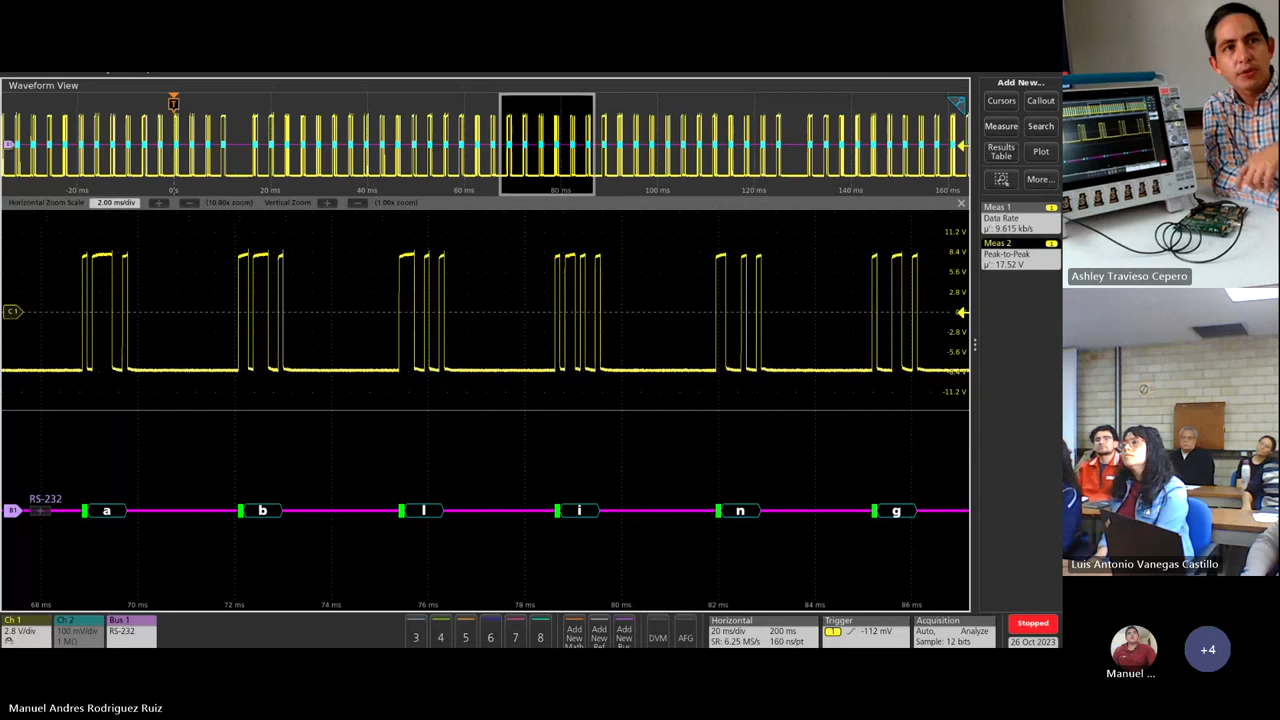 Waveform View
-20 ms 0 s 20 ms 40 ms 60 ms 80 ms 100 ms 120 ms 140 ms 160 ms
Horizontal Zoom Scale 2.00 ms/div + − (10.00x zoom) Vertical Zoom + − (1.00x zoom)
11.2 V
8.4 V
5.6 V
2.8 V
C 1
-2.8 V
-5.6 V
-8.4 V
-11.2 V
RS-232
B1 + a b l i n g
68 ms 70 ms 72 ms 74 ms 76 ms 78 ms 80 ms 82 ms 84 ms 86 ms
Add New...
Cursors Callout
Measure Search
Results Table Plot
More...
Meas 1 1
Data Rate
µ': 9.615 kb/s
Meas 2 1
Peak-to-Peak
µ': 17.52 V
Ch 1
2.8 V/div
Ch 2
100 mV/div
1 MΩ
Bus 1
RS-232
3 4 5 6 7 8
Add New Math
Add New Ref
Add New Bus
DVM AFG
Horizontal
20 ms/div 200 ms
SR: 6.25 MS/s 160 ns/pt
Trigger
1 -112 mV
Acquisition
Auto, Analyze
Sample: 12 bits
Stopped
26 Oct 2023
Ashley Travieso Cepero
Luis Antonio Vanegas Castillo
Manuel ...
+4
Manuel Andres Rodriguez Ruiz